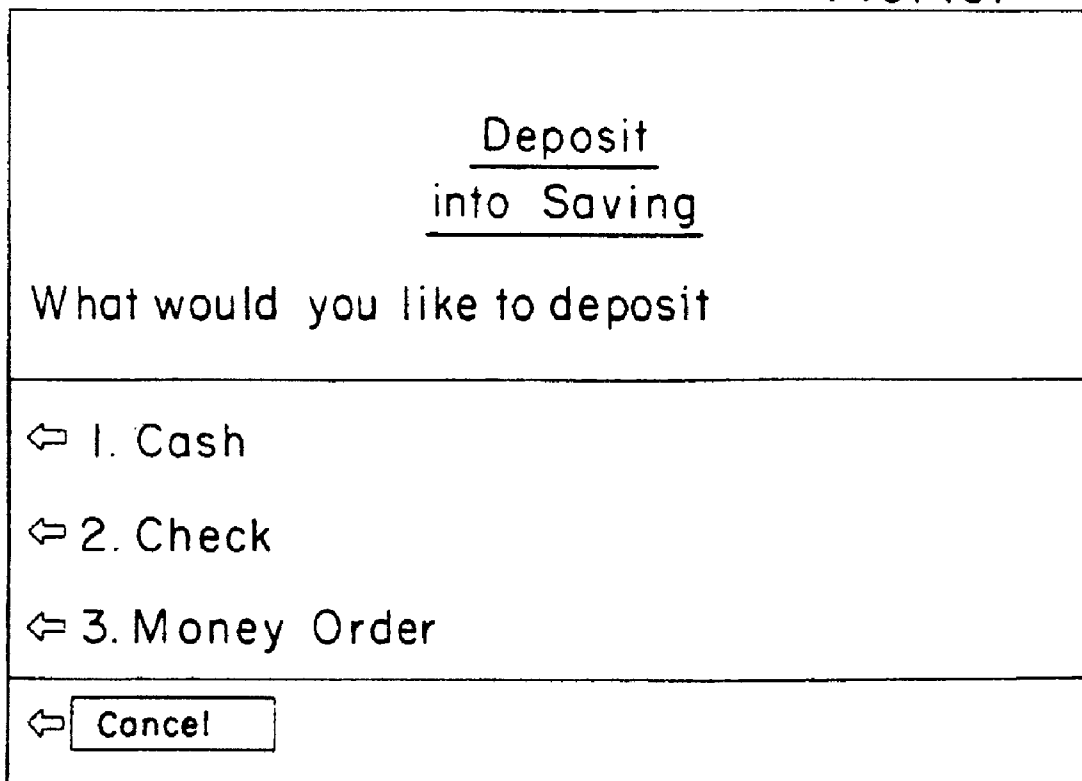 Deposit
into Saving
What would you like to deposit
⇦ 1. Cash
⇦ 2. Check
⇦ 3. Money Order
⇦ Cancel